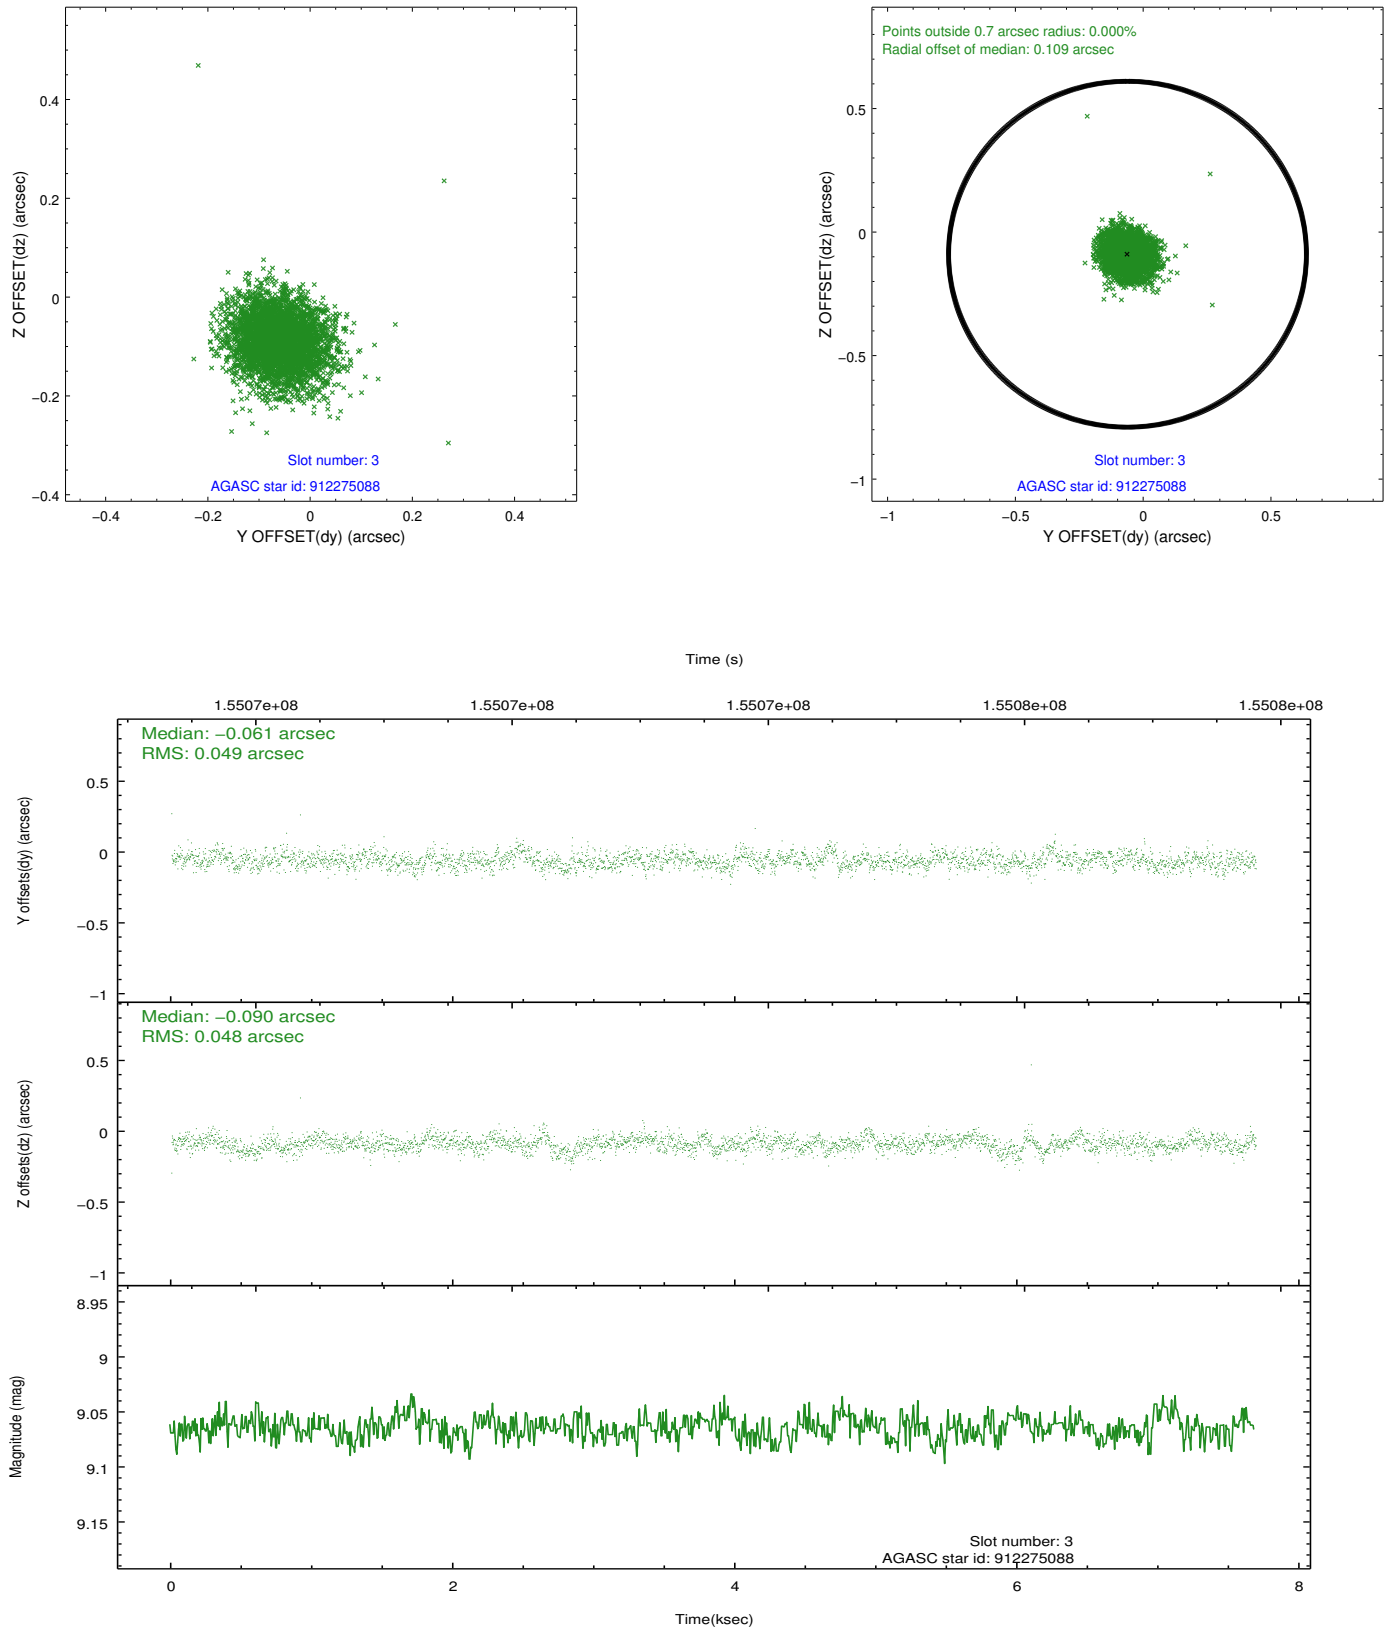 0.4
0.2
0
−0.2
−0.4
Z OFFSET(dz) (arcsec)
Slot number: 3
AGASC star id: 912275088
−0.4 −0.2 0 0.2 0.4
Y OFFSET(dy) (arcsec)
Points outside 0.7 arcsec radius: 0.000%
Radial offset of median: 0.109 arcsec
0.5
0
−0.5
−1
Z OFFSET(dz) (arcsec)
Slot number: 3
AGASC star id: 912275088
−1 −0.5 0 0.5
Y OFFSET(dy) (arcsec)
Time (s)
1.5507e+08 1.5507e+08 1.5507e+08 1.5508e+08 1.5508e+08
Median: −0.061 arcsec
RMS: 0.049 arcsec
0.5
0
−0.5
−1
Y offsets(dy) (arcsec)
Median: −0.090 arcsec
RMS: 0.048 arcsec
0.5
0
−0.5
−1
Z offsets(dz) (arcsec)
8.95
9
9.05
9.1
9.15
Magnitude (mag)
Slot number: 3
AGASC star id: 912275088
0 2 4 6 8
Time(ksec)